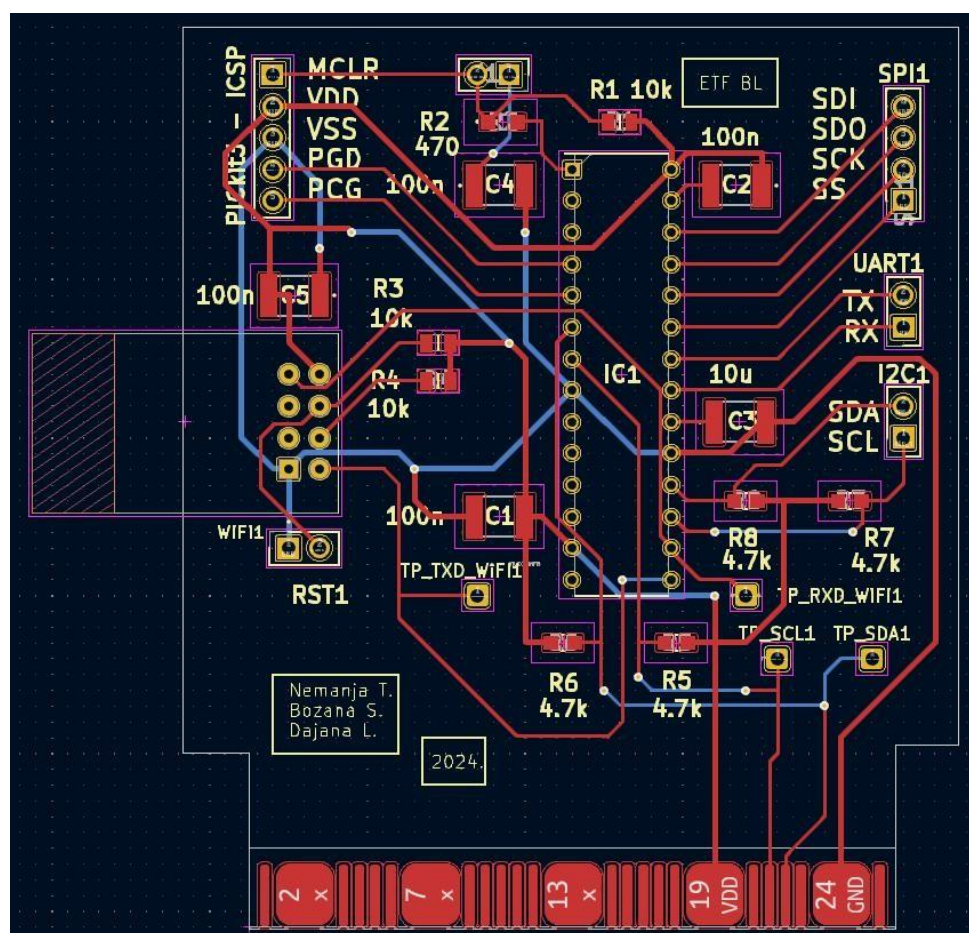 PICkit3 - ICSP
MCLR
VDD
VSS
PGD
PCG
R1 10k
ETF BL
SPI1
SDI
SDO
SCK
SS
R2
470
100n
C4
100n
C2
100n
C5
R3
10k
R4
10k
IC1
UART1
TX
RX
10u
C3
I2C1
SDA
SCL
100n
C1
WIFI1
RST1
TP_TXD_WiFi1
R8
4.7k
R7
4.7k
TP_RXD_WIFI1
TP_SCL1
TP_SDA1
R6
4.7k
R5
4.7k
Nemanja T.
Bozana S.
Dajana L.
2024.
2 x
7 x
13 x
19 VDD
24 GND